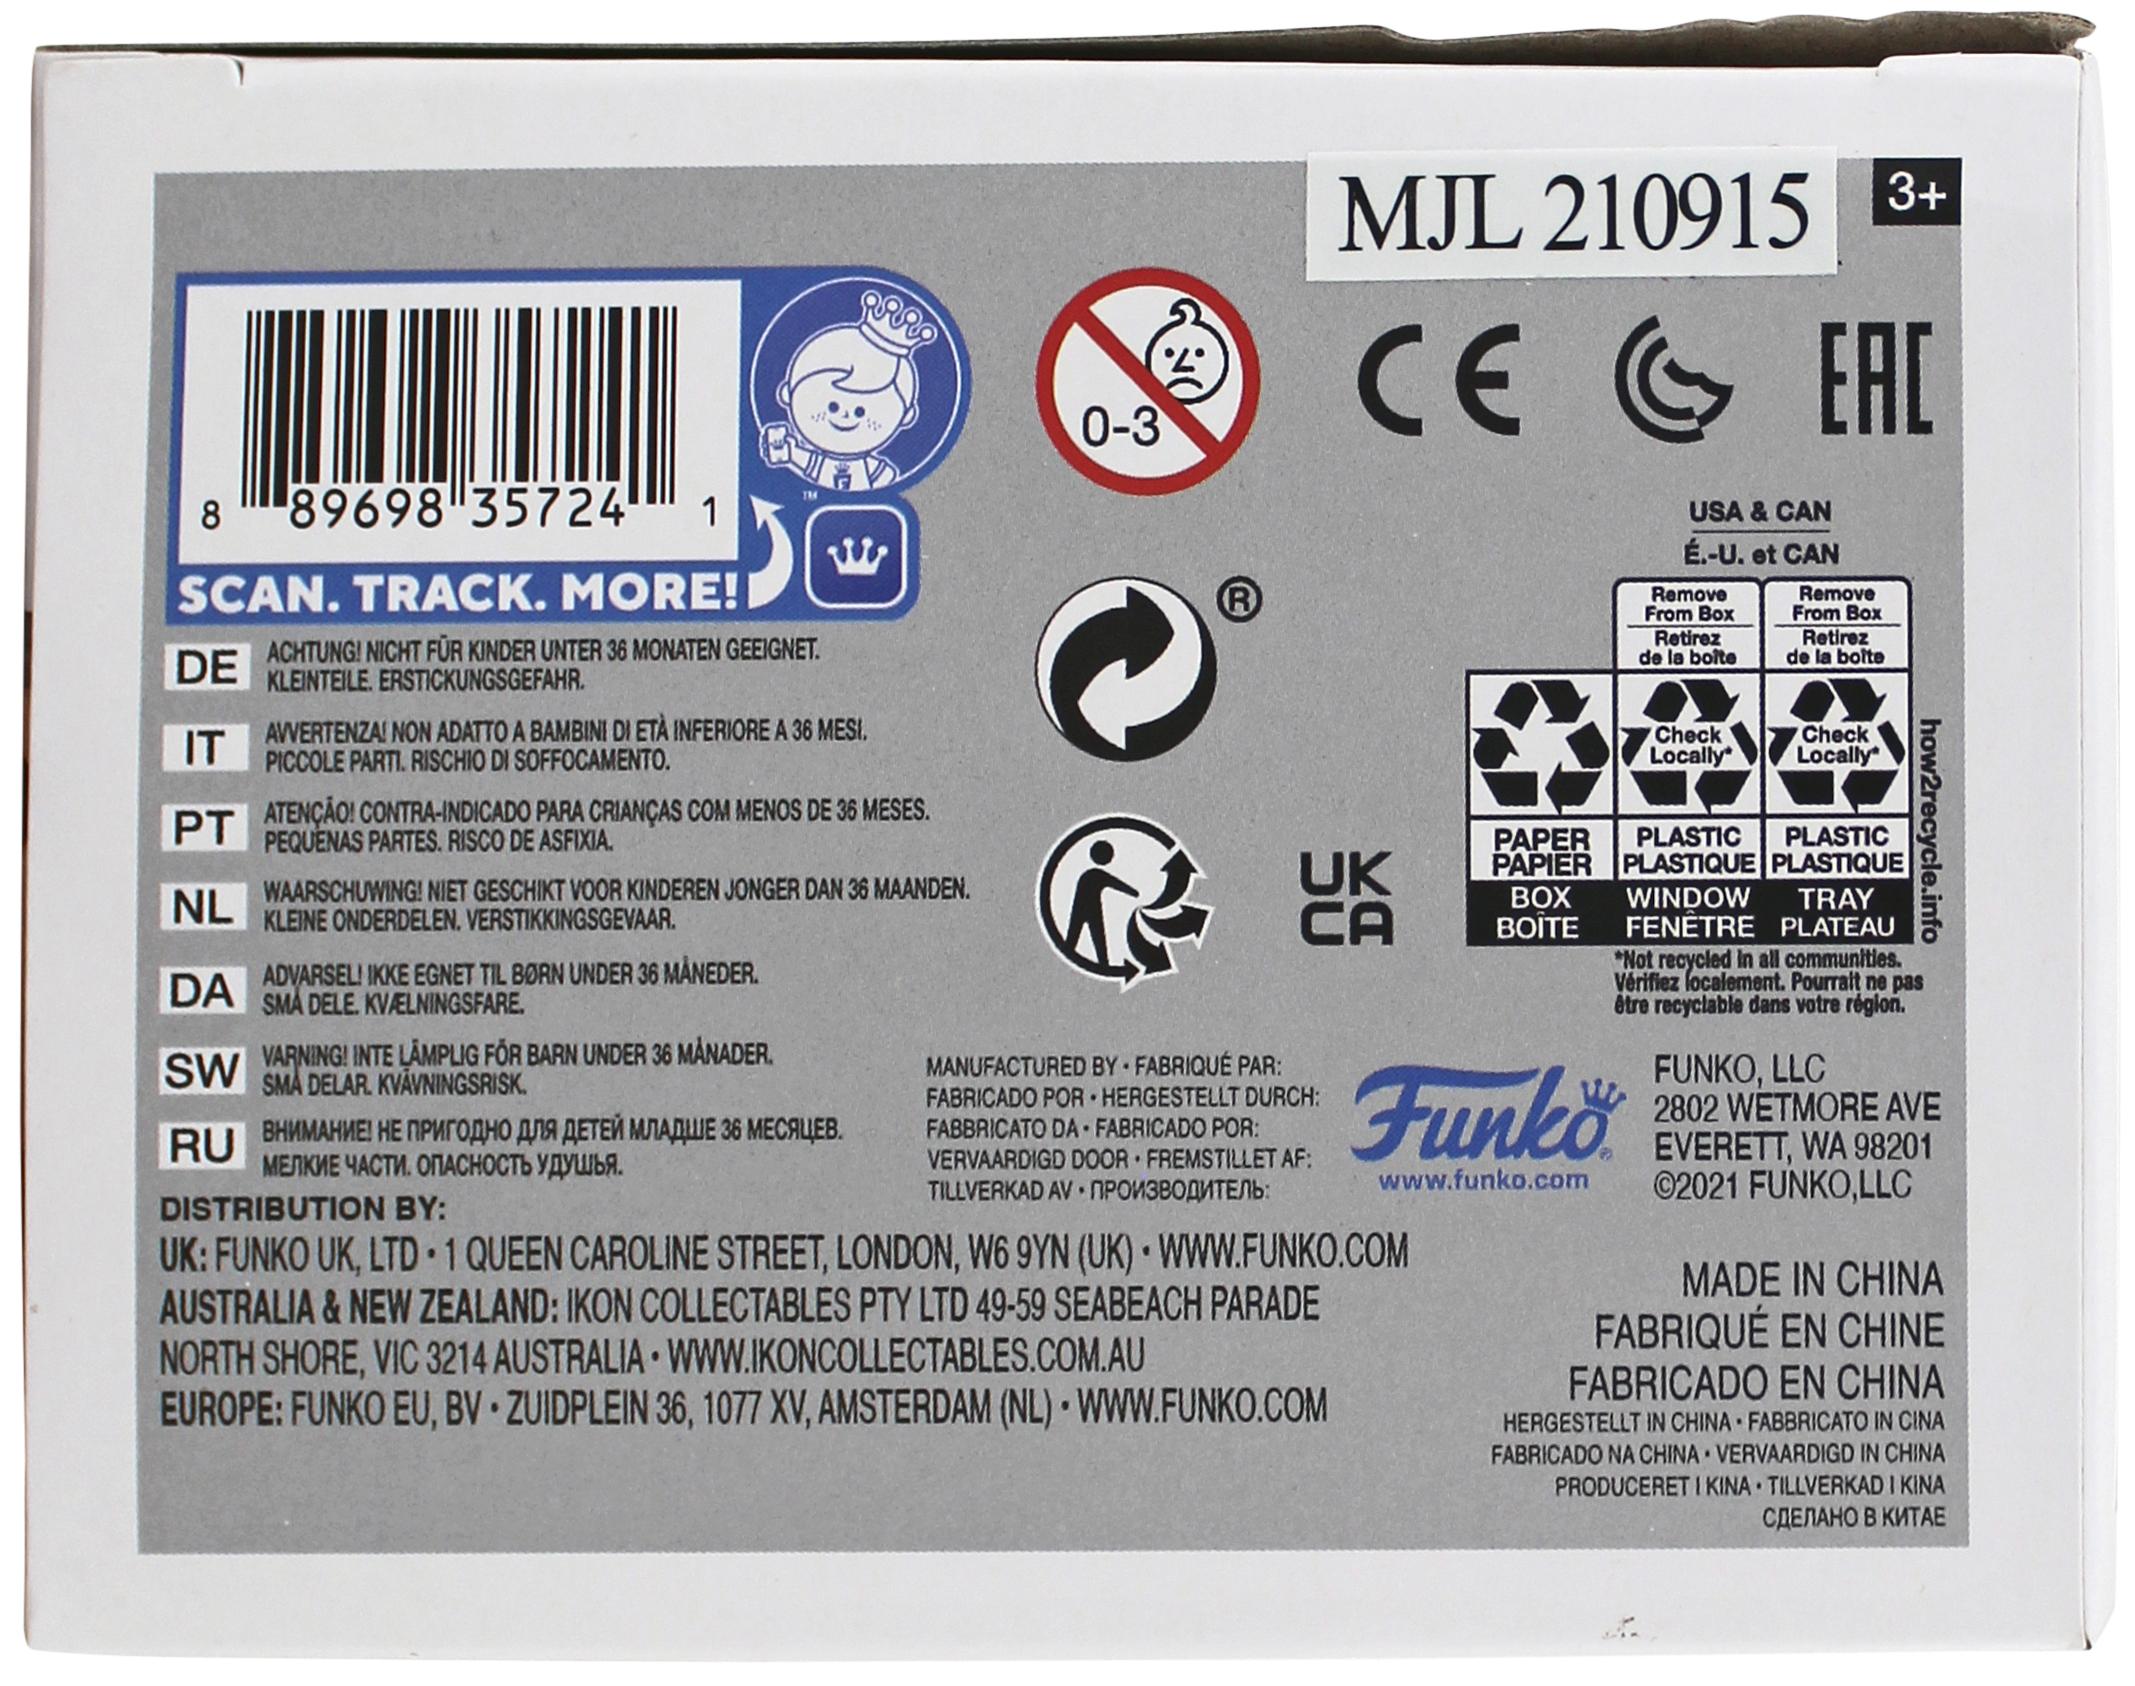 MJL 210915
3+
8 89698 35724 1
SCAN. TRACK. MORE!
™
0-3
CE
EAC
®
USA & CAN
É.-U. et CAN
Remove
From Box
Retirez
de la boîte
Remove
From Box
Retirez
de la boîte
Check
Locally*
Check
Locally*
PAPER
PAPIER
PLASTIC
PLASTIQUE
PLASTIC
PLASTIQUE
BOX
BOÎTE
WINDOW
FENÊTRE
TRAY
PLATEAU
how2recycle.info
*Not recycled in all communities.
Vérifiez localement. Pourrait ne pas
être recyclable dans votre région.
UK
CA
DE
ACHTUNG! NICHT FÜR KINDER UNTER 36 MONATEN GEEIGNET.
KLEINTEILE. ERSTICKUNGSGEFAHR.
IT
AVVERTENZA! NON ADATTO A BAMBINI DI ETÀ INFERIORE A 36 MESI.
PICCOLE PARTI. RISCHIO DI SOFFOCAMENTO.
PT
ATENÇÃO! CONTRA-INDICADO PARA CRIANÇAS COM MENOS DE 36 MESES.
PEQUENAS PARTES. RISCO DE ASFIXIA.
NL
WAARSCHUWING! NIET GESCHIKT VOOR KINDEREN JONGER DAN 36 MAANDEN.
KLEINE ONDERDELEN. VERSTIKKINGSGEVAAR.
DA
ADVARSEL! IKKE EGNET TIL BØRN UNDER 36 MÅNEDER.
SMÅ DELE. KVÆLNINGSFARE.
SW
VARNING! INTE LÄMPLIG FÖR BARN UNDER 36 MÅNADER.
SMÅ DELAR. KVÄVNINGSRISK.
RU
ВНИМАНИЕ! НЕ ПРИГОДНО ДЛЯ ДЕТЕЙ МЛАДШЕ 36 МЕСЯЦЕВ.
МЕЛКИЕ ЧАСТИ. ОПАСНОСТЬ УДУШЬЯ.
MANUFACTURED BY • FABRIQUÉ PAR:
FABRICADO POR • HERGESTELLT DURCH:
FABBRICATO DA • FABRICADO POR:
VERVAARDIGD DOOR • FREMSTILLET AF:
TILLVERKAD AV • ПРОИЗВОДИТЕЛЬ:
Funko®
www.funko.com
FUNKO, LLC
2802 WETMORE AVE
EVERETT, WA 98201
©2021 FUNKO,LLC
DISTRIBUTION BY:
UK: FUNKO UK, LTD • 1 QUEEN CAROLINE STREET, LONDON, W6 9YN (UK) • WWW.FUNKO.COM
AUSTRALIA & NEW ZEALAND: IKON COLLECTABLES PTY LTD 49-59 SEABEACH PARADE
NORTH SHORE, VIC 3214 AUSTRALIA • WWW.IKONCOLLECTABLES.COM.AU
EUROPE: FUNKO EU, BV • ZUIDPLEIN 36, 1077 XV, AMSTERDAM (NL) • WWW.FUNKO.COM
MADE IN CHINA
FABRIQUÉ EN CHINE
FABRICADO EN CHINA
HERGESTELLT IN CHINA • FABBRICATO IN CINA
FABRICADO NA CHINA • VERVAARDIGD IN CHINA
PRODUCERET I KINA • TILLVERKAD I KINA
СДЕЛАНО В КИТАЕ